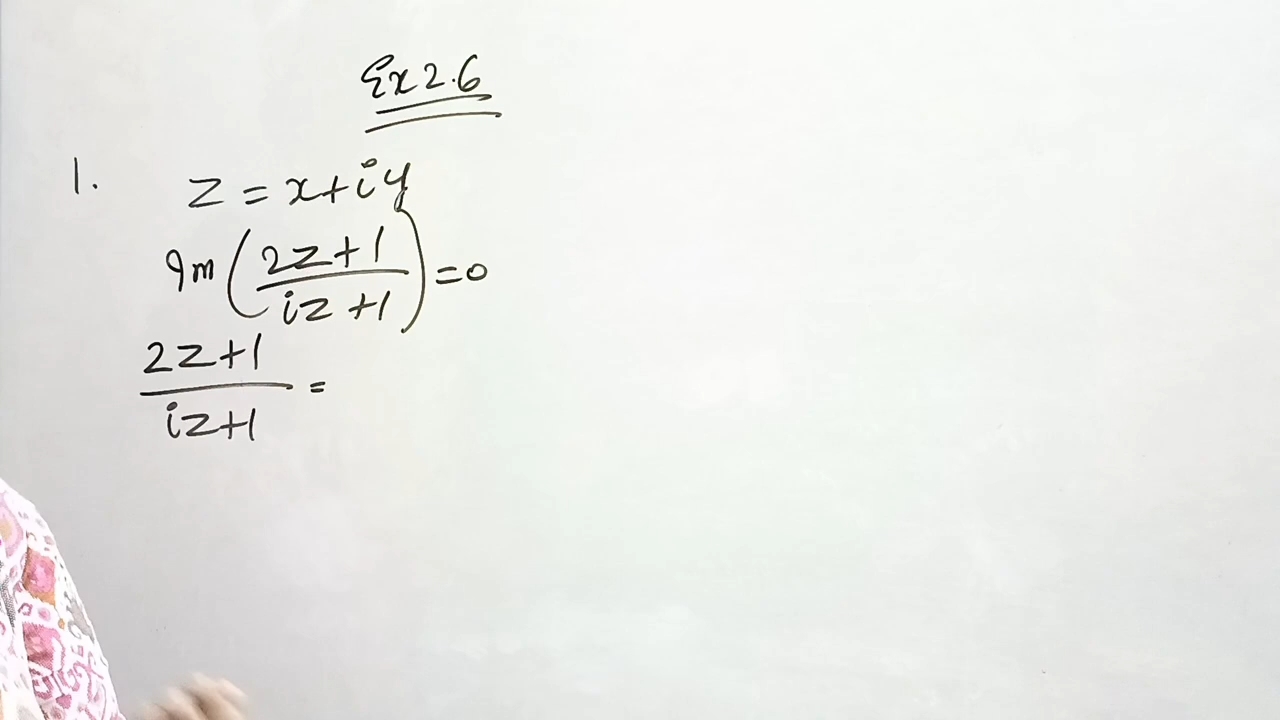 Ex 2.6
1. z = x+iy
Im(2z+1/iz+1) = 0
2z+1/iz+1 =